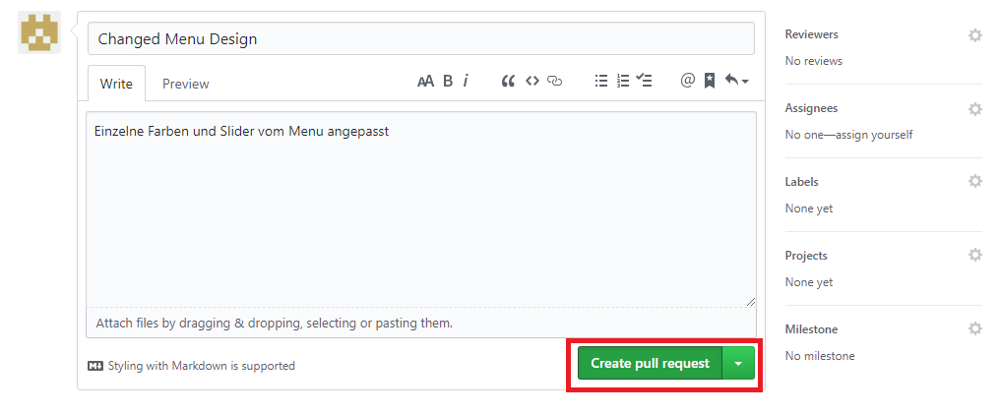 Changed Menu Design
Write Preview
AA B i @
Einzelne Farben und Slider vom Menu angepasst
Attach files by dragging & dropping, selecting or pasting them.
Styling with Markdown is supported
Create pull request
Reviewers
No reviews
Assignees
No one—assign yourself
Labels
None yet
Projects
None yet
Milestone
No milestone